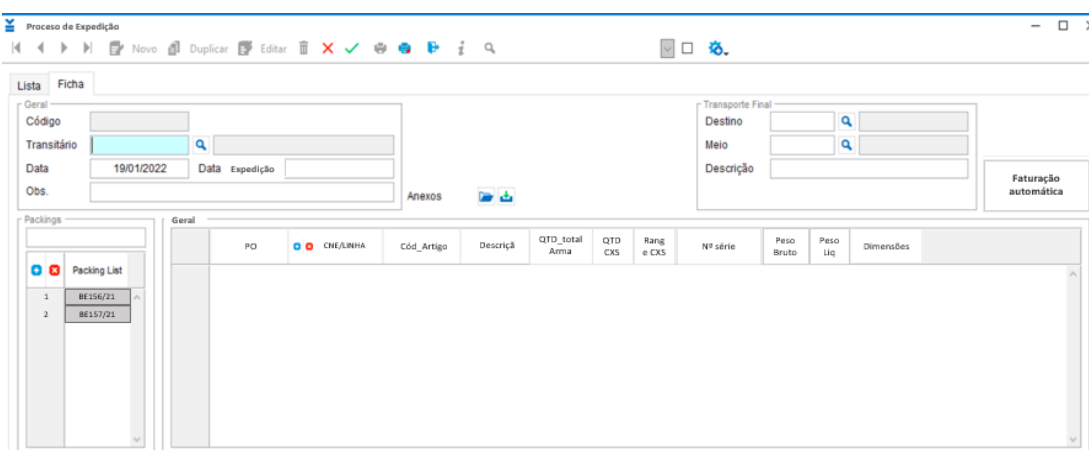 Proceso de Expedição
Novo Duplicar Editar
Lista Ficha
Geral
Código
Transitário
Data 19/01/2022 Data Expedição
Obs.
Anexos
Transporte Final
Destino
Meio
Descrição
Faturação
automática
Packings
Packing List
1 BE156/21
2 BE157/21
Geral
PO CNE/LINHA Cód_Artigo Descriçã QTD_total
Arma QTD
CXS Rang
e CXS Nº série Peso
Bruto Peso
Liq Dimensões